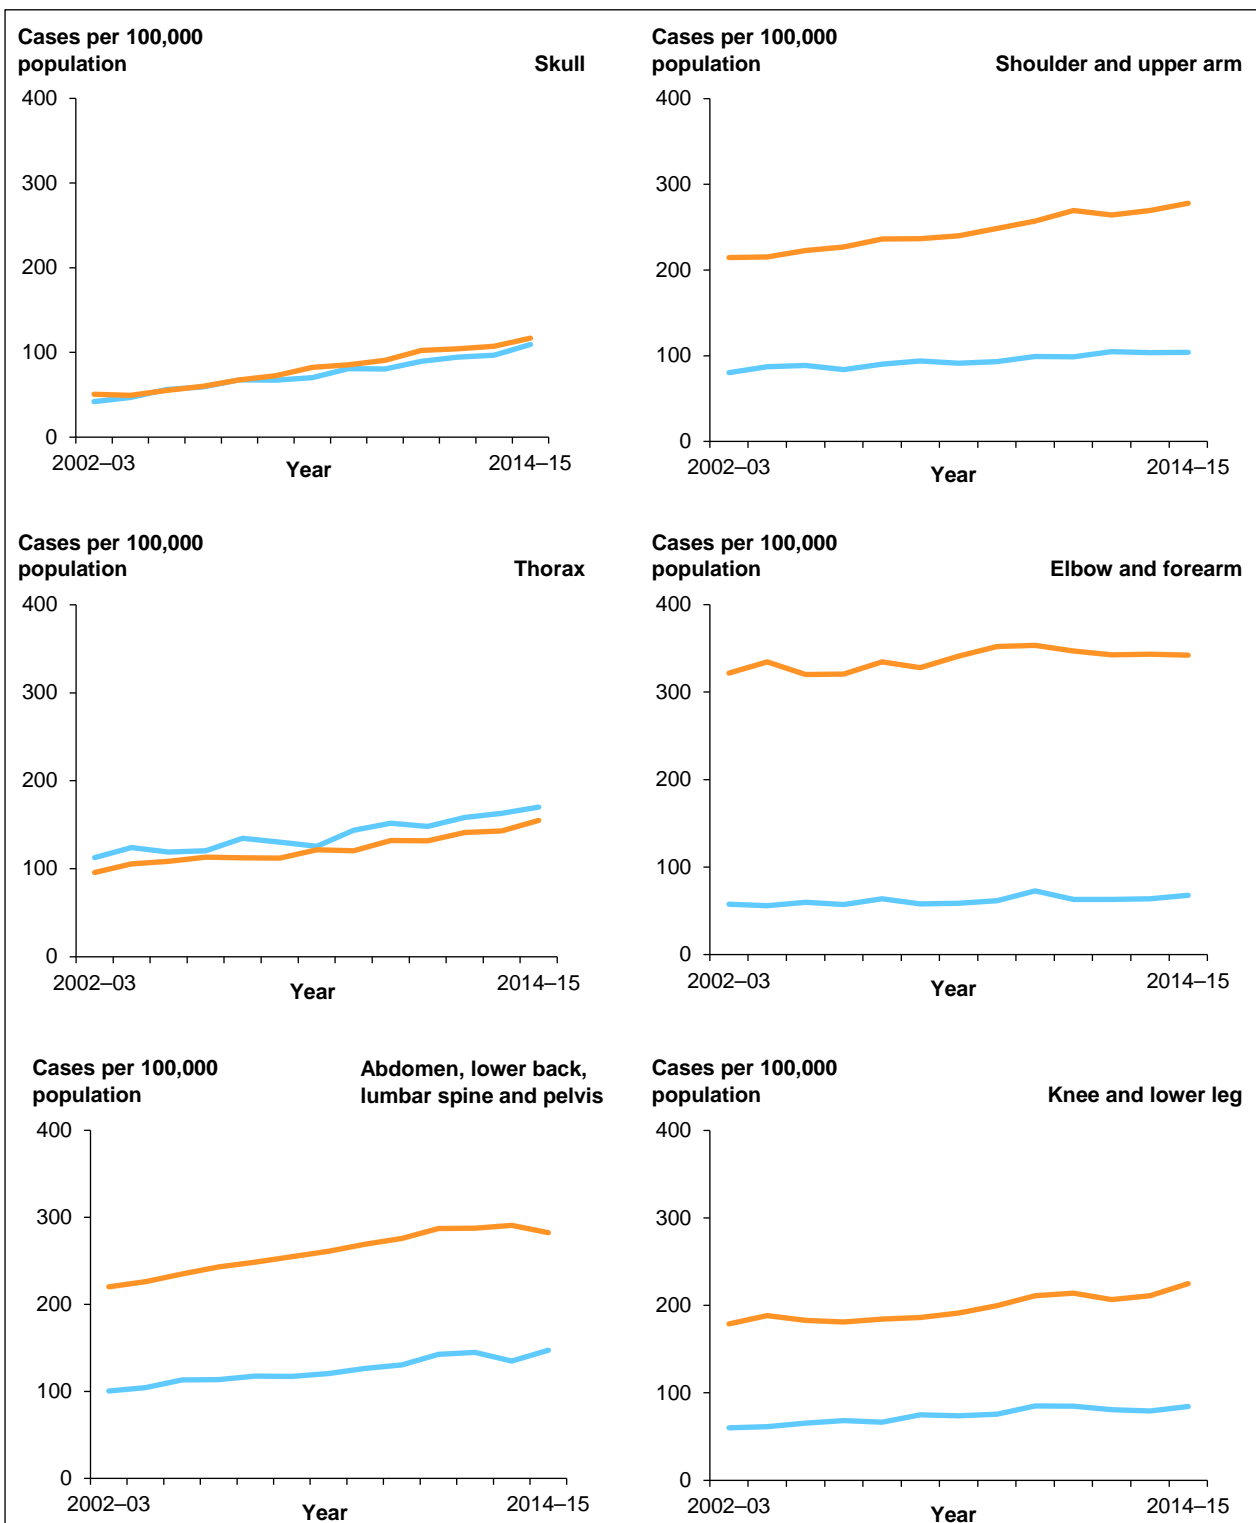 Cases per 100,000
population
Skull
400
300
200
100
0
2002–03
Year
2014–15
Cases per 100,000
population
Shoulder and upper arm
400
300
200
100
0
2002–03
Year
2014–15
Cases per 100,000
population
Thorax
400
300
200
100
0
2002–03
Year
2014–15
Cases per 100,000
population
Elbow and forearm
400
300
200
100
0
2002–03
Year
2014–15
Cases per 100,000
population
Abdomen, lower back,
lumbar spine and pelvis
400
300
200
100
0
2002–03
Year
2014–15
Cases per 100,000
population
Knee and lower leg
400
300
200
100
0
2002–03
Year
2014–15